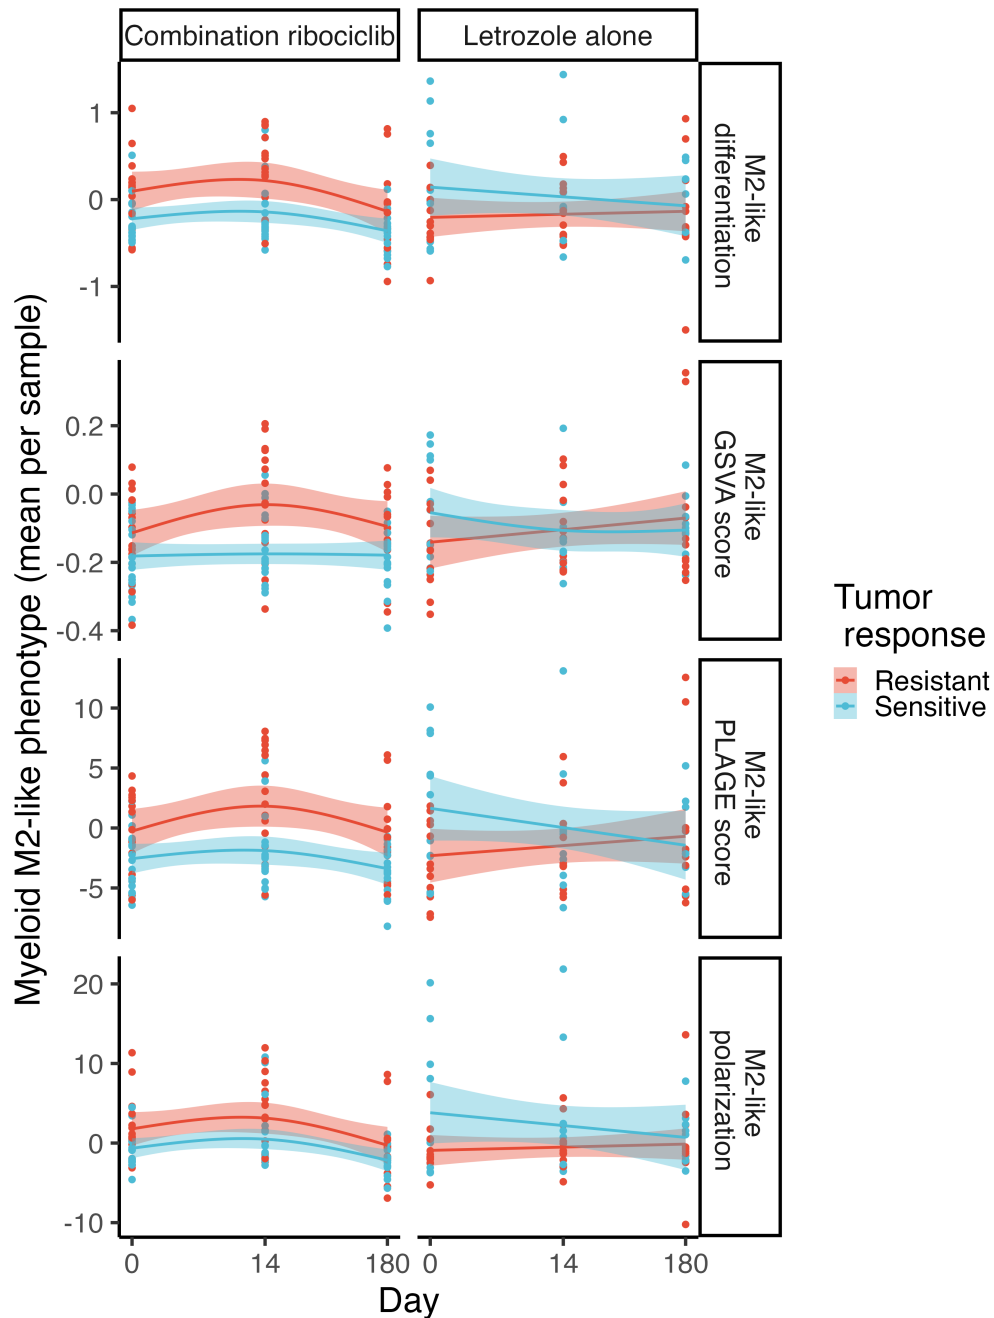 Combination ribociclib
Letrozole alone
Myeloid M2-like phenotype (mean per sample)
1
0
-1
M2-like
differentiation
0.2
0.0
-0.2
-0.4
M2-like
GSVA score
10
5
0
-5
M2-like
PLAGE score
20
10
0
-10
M2-like
polarization
0
14
180
0
14
180
Day
Tumor
response
Resistant
Sensitive